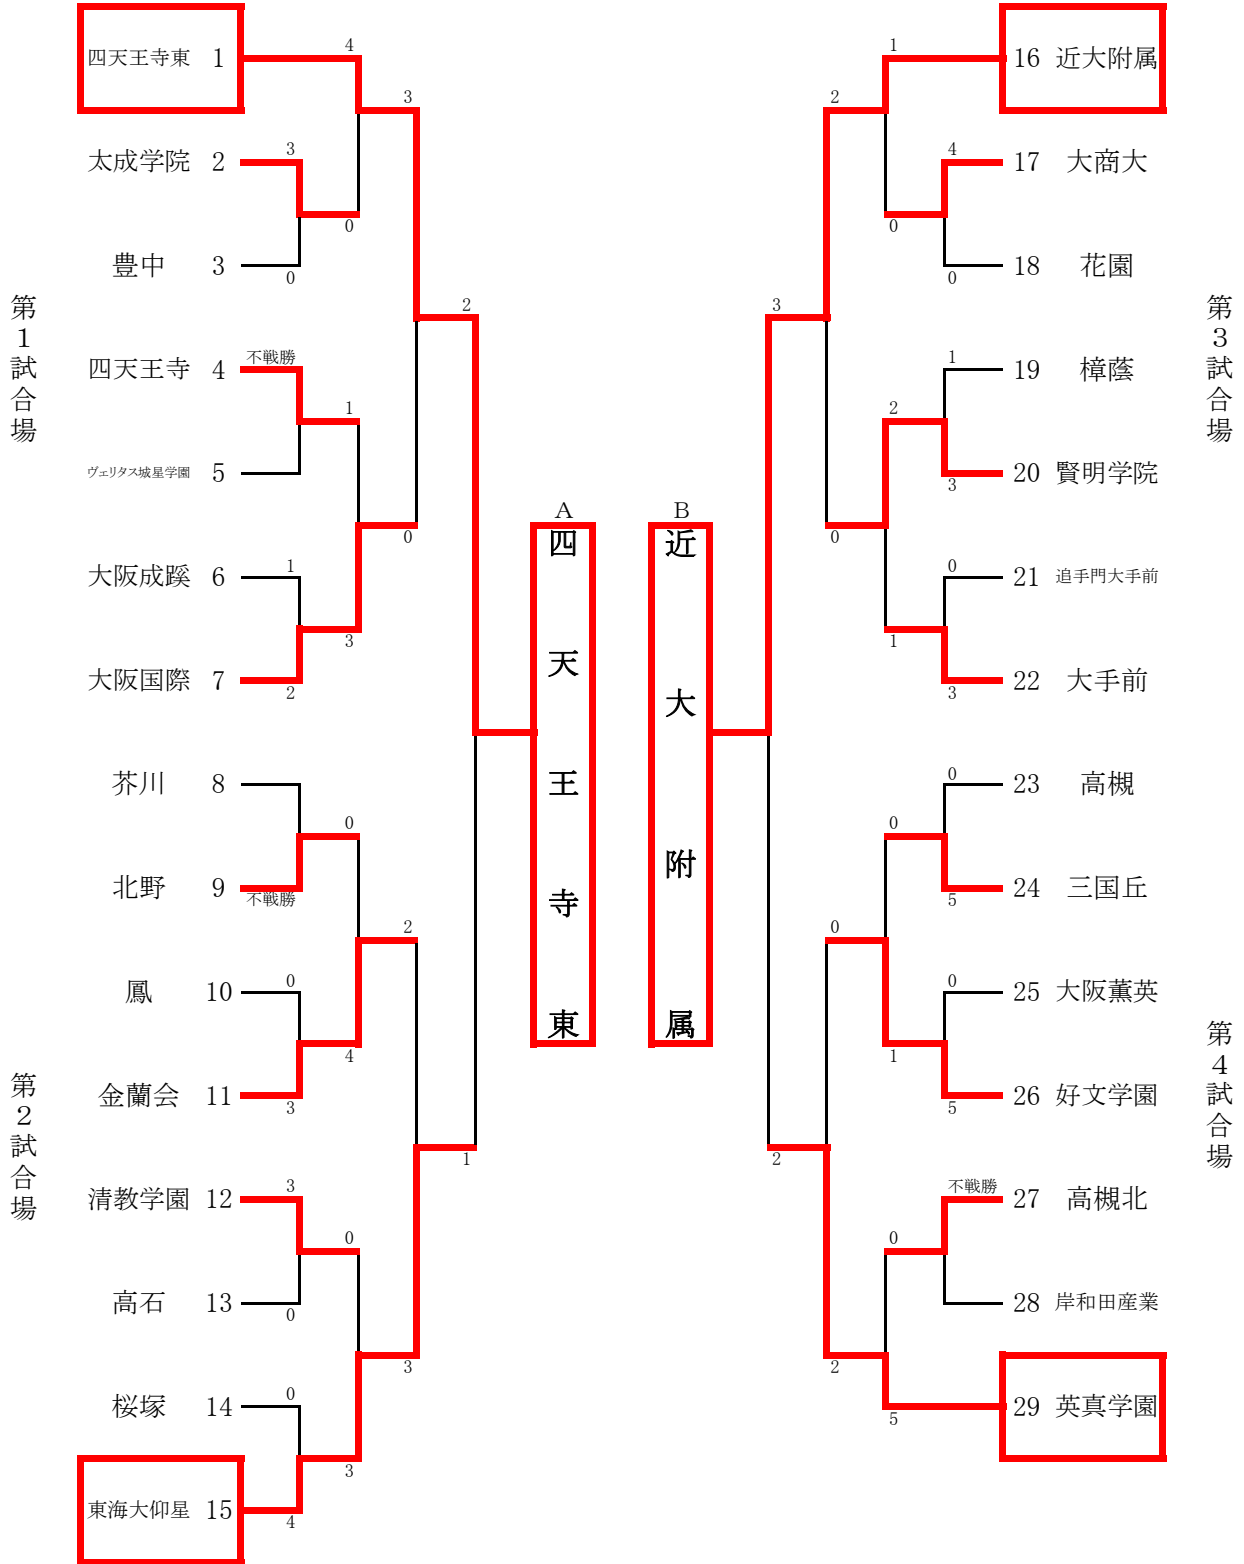 第1試合場
四天王寺東 1
4
3
太成学院 2
3
0
豊中 3
0
2
四天王寺 4
不戦勝
1
ヴェリタス城星学園 5
0
大阪成蹊 6
1
3
大阪国際 7
2
第2試合場
芥川 8
0
北野 9
不戦勝
2
鳳 10
0
4
金蘭会 11
3
1
清教学園 12
3
0
高石 13
0
3
桜塚 14
0
3
東海大仰星 15
4
A
四天王寺東
B
近大附属
第3試合場
1
16 近大附属
2
4
17 大商大
0
0
18 花園
3
1
19 樟蔭
2
3
20 賢明学院
0
0
21 追手門大手前
1
3
22 大手前
第4試合場
0
23 高槻
0
5
24 三国丘
0
0
25 大阪薫英
1
5
26 好文学園
2
不戦勝
27 高槻北
0
28 岸和田産業
2
5
29 英真学園